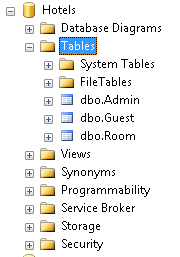 Hotels
Database Diagrams
Tables
System Tables
FileTables
dbo.Admin
dbo.Guest
dbo.Room
Views
Synonyms
Programmability
Service Broker
Storage
Security